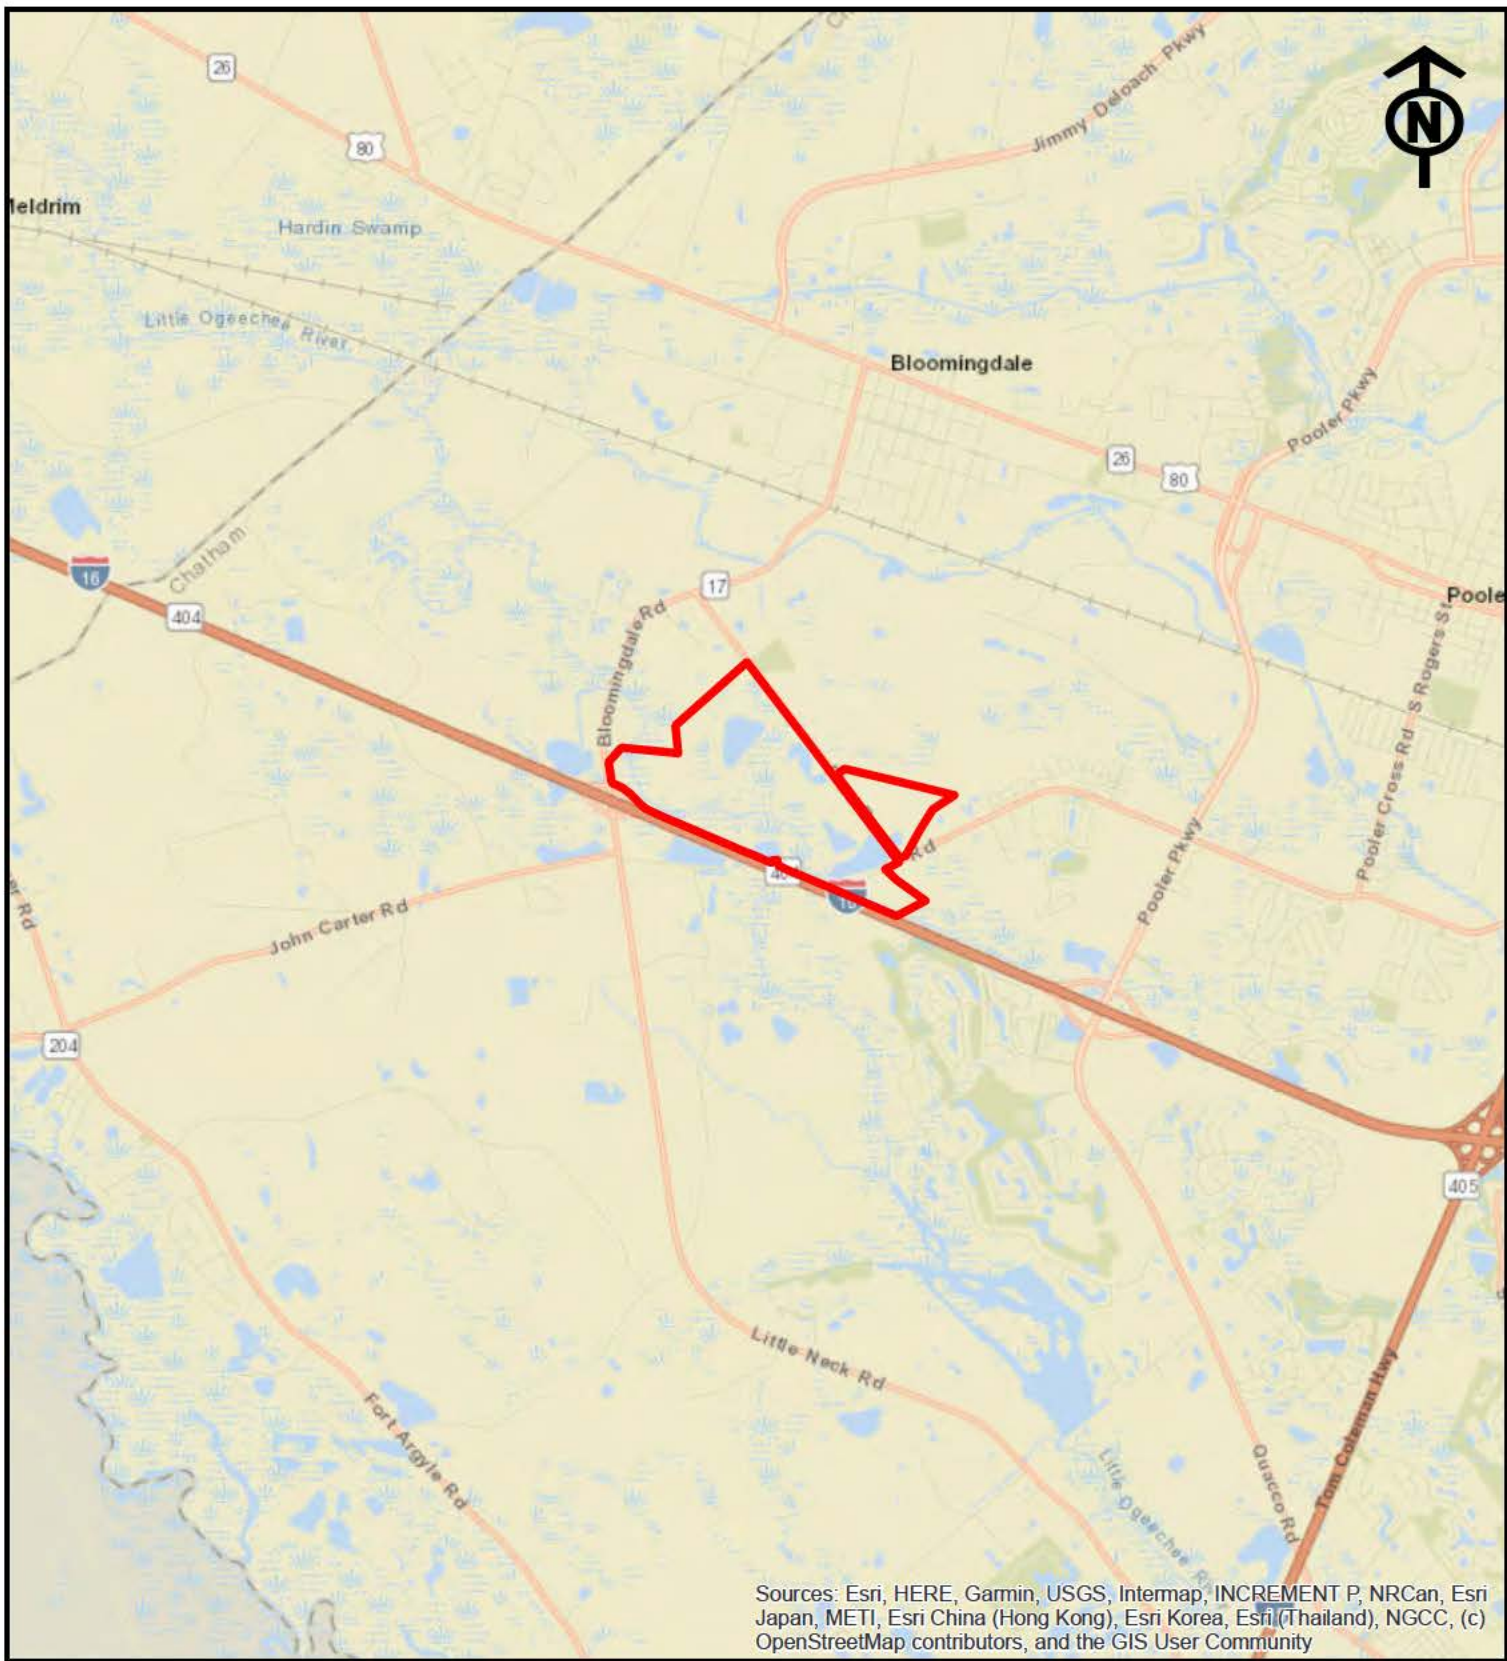 26
Jimmy Deloach Pkwy
N
80
Hardin Swamp
Little Ogeechee River
Bloomingdale
Pooler Pkwy
26
80
Chatham
16
404
17
Bloomingdale Rd
S Rogers St
Pooler Cross Rd
Rd
Pooler Pkwy
John Carter Rd
Rd
204
405
Little Neck Rd
Fort Argyle Rd
Quacco Rd
Tom Coleman Hwy
Little Ogeechee
Sources: Esri, HERE, Garmin, USGS, Intermap, INCREMENT P, NRCan, Esri
Japan, METI, Esri China (Hong Kong), Esri Korea, Esri (Thailand), NGCC, (c)
OpenStreetMap contributors, and the GIS User Community